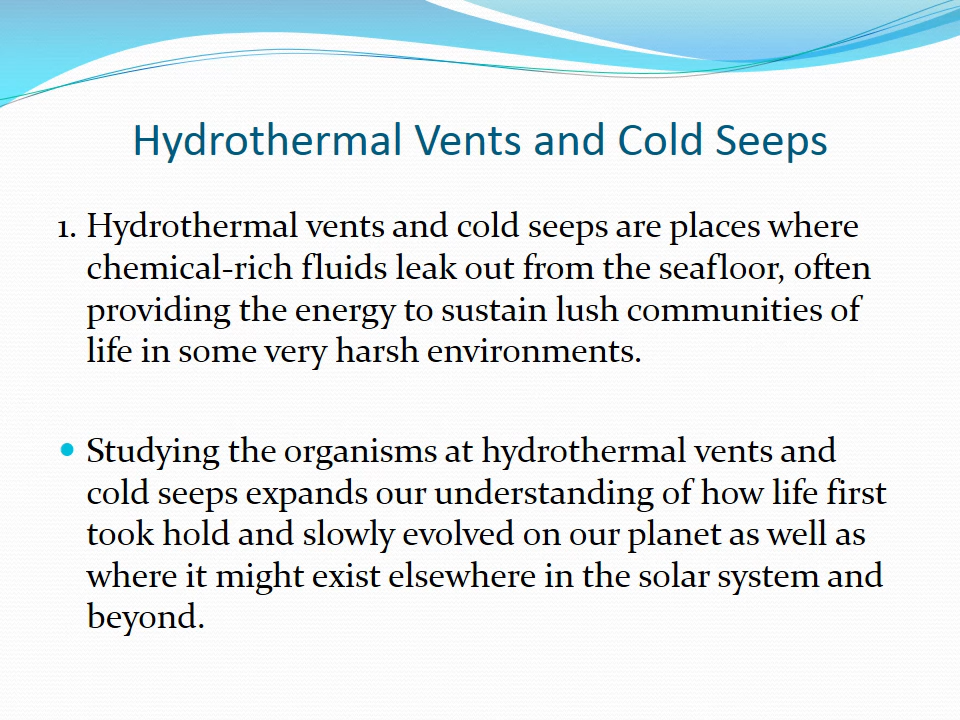 Hydrothermal Vents and Cold Seeps
1. Hydrothermal vents and cold seeps are places where
chemical-rich fluids leak out from the seafloor, often
providing the energy to sustain lush communities of
life in some very harsh environments.
• Studying the organisms at hydrothermal vents and
cold seeps expands our understanding of how life first
took hold and slowly evolved on our planet as well as
where it might exist elsewhere in the solar system and
beyond.